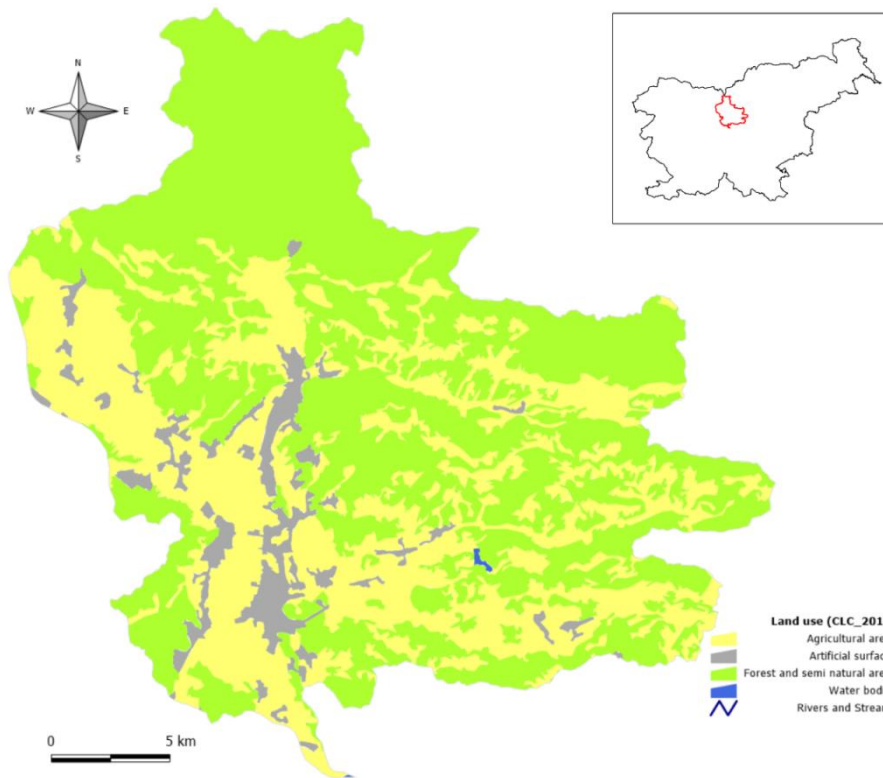 N
W E
S
Land use (CLC_201
Agricultural are
Artificial surfac
Forest and semi natural are
Water bod
Rivers and Strear
0 5 km